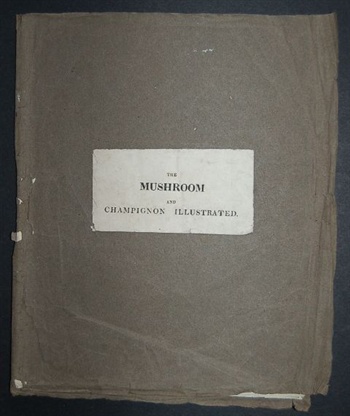 THE
MUSHROOM
AND
CHAMPIGNON ILLUSTRATED.